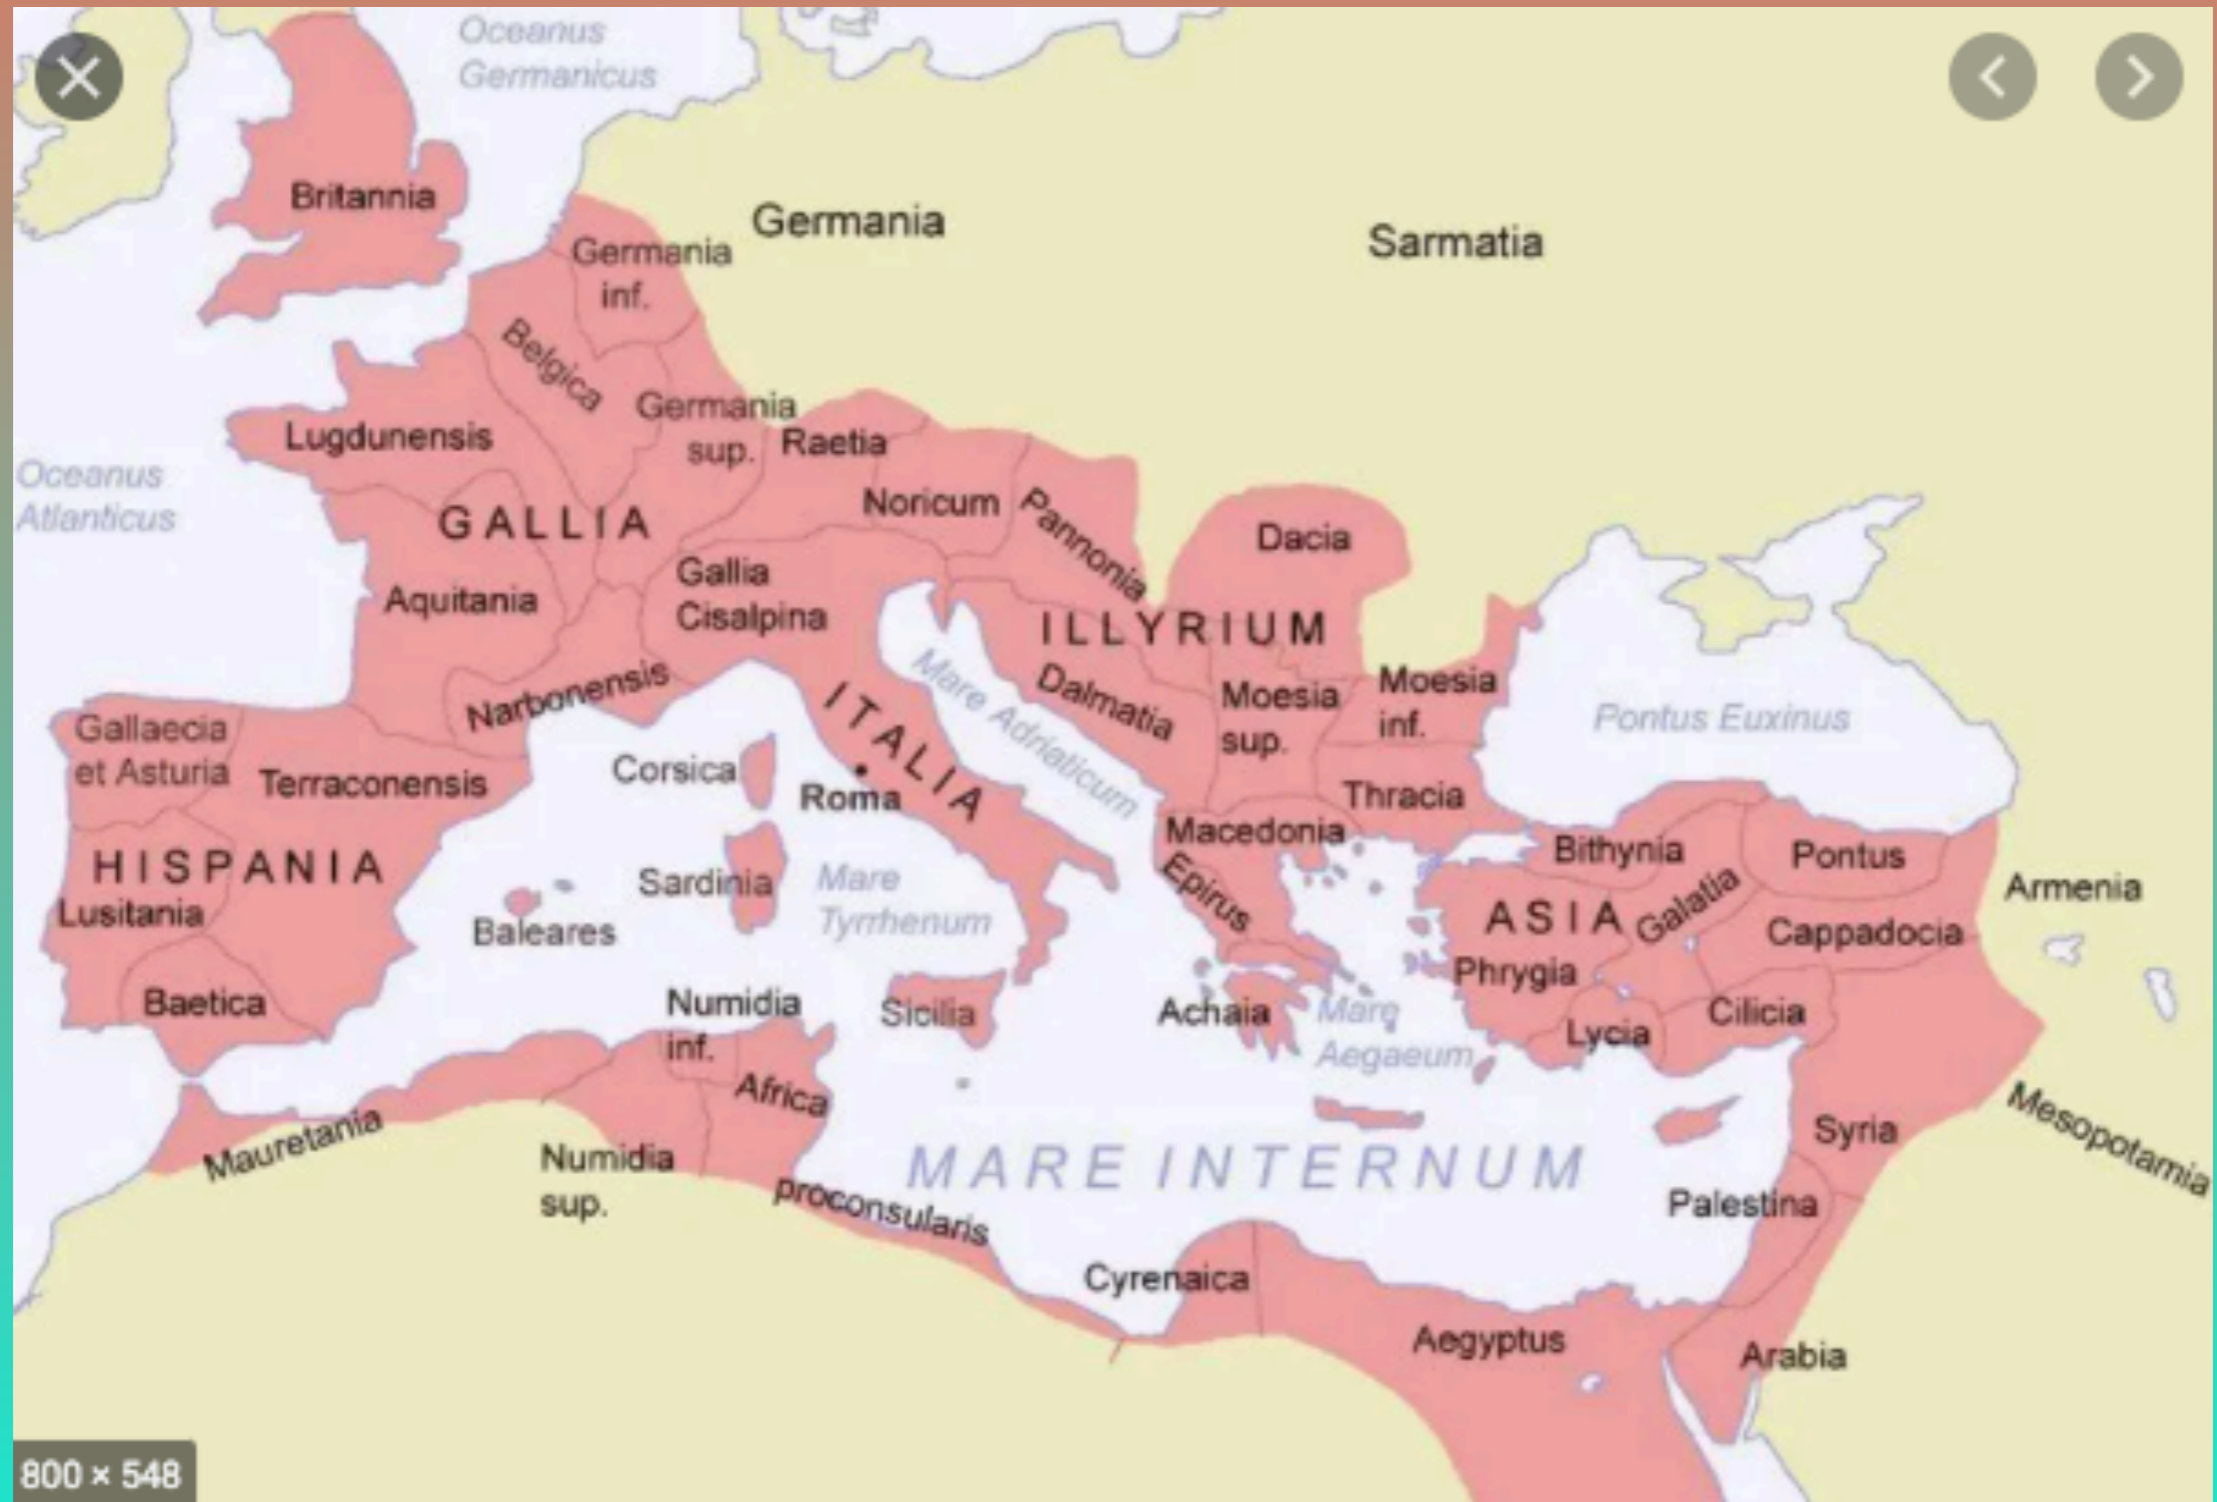 Oceanus
Germanicus
Britannia
Germania
Sarmatia
Germania
inf.
Belgica
Germania
sup.
Raetia
Lugdunensis
Oceanus
Atlanticus
GALLIA
Noricum
Pannonia
Dacia
Gallia
Cisalpina
Aquitania
ILLYRIUM
Narbonensis
ITALIA
Mare Adriaticum
Dalmatia
Moesia
sup.
Moesia
inf.
Pontus Euxinus
Gallaecia
et Asturia
Terraconensis
Corsica
Roma
Thracia
Macedonia
Bithynia
Pontus
Armenia
HISPANIA
Lusitania
Baleares
Sardinia
Mare
Tyrrhenum
Epirus
ASIA
Galatia
Cappadocia
Phrygia
Baetica
Numidia
inf.
Sicilia
Achaia
Mare
Aegaeum
Lycia
Cilicia
Africa
Mauretania
Numidia
sup.
proconsularis
MARE INTERNUM
Syria
Mesopotamia
Palestina
Cyrenaica
Aegyptus
Arabia
800 × 548